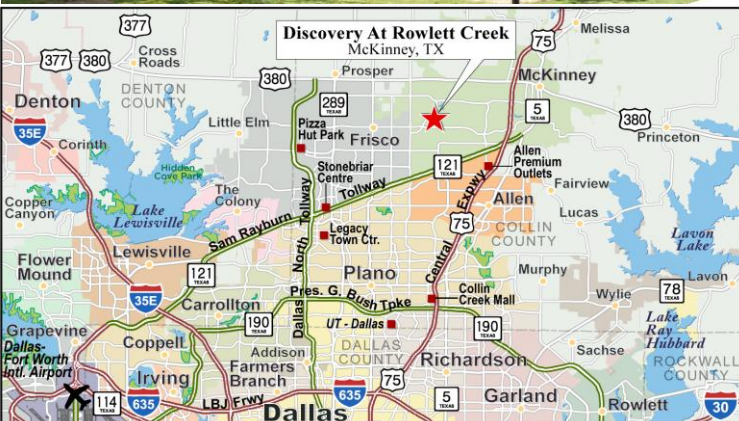 Discovery At Rowlett Creek
McKinney, TX
377
377
380
Cross
Roads
380
Prosper
75
Melissa
McKinney
Denton
DENTON
COUNTY
289
TEXAS
5
TEXAS
380
35E
Little Elm
Pizza
Hut Park
Frisco
Princeton
Corinth
121
TEXAS
Allen
Premium
Outlets
Hidden
Cove Park
Stonebriar
Centre
Tollway
Expwy
Fairview
Copper
Canyon
The
Colony
Allen
Lake
Lewisville
Sam Rayburn
Tollway
Legacy
Town Ctr.
75
Lucas
COLLIN
COUNTY
Lavon
Lake
Flower
Mound
Lewisville
North
Central
121
TEXAS
Plano
Murphy
Lavon
35E
Pres. G. Bush Tpke
Collin
Creek Mall
Wylie
78
TEXAS
Carrollton
Dallas
Grapevine
190
TEXAS
UT - Dallas
190
TEXAS
Lake
Ray
Hubbard
Dallas-
Fort Worth
Intl. Airport
Coppell
Addison
DALLAS
COUNTY
Richardson
Sachse
ROCKWALL
COUNTY
Irving
Farmers
Branch
635
75
Garland
114
TEXAS
635
LBJ Frwy
Dallas
5
TEXAS
Rowlett
30